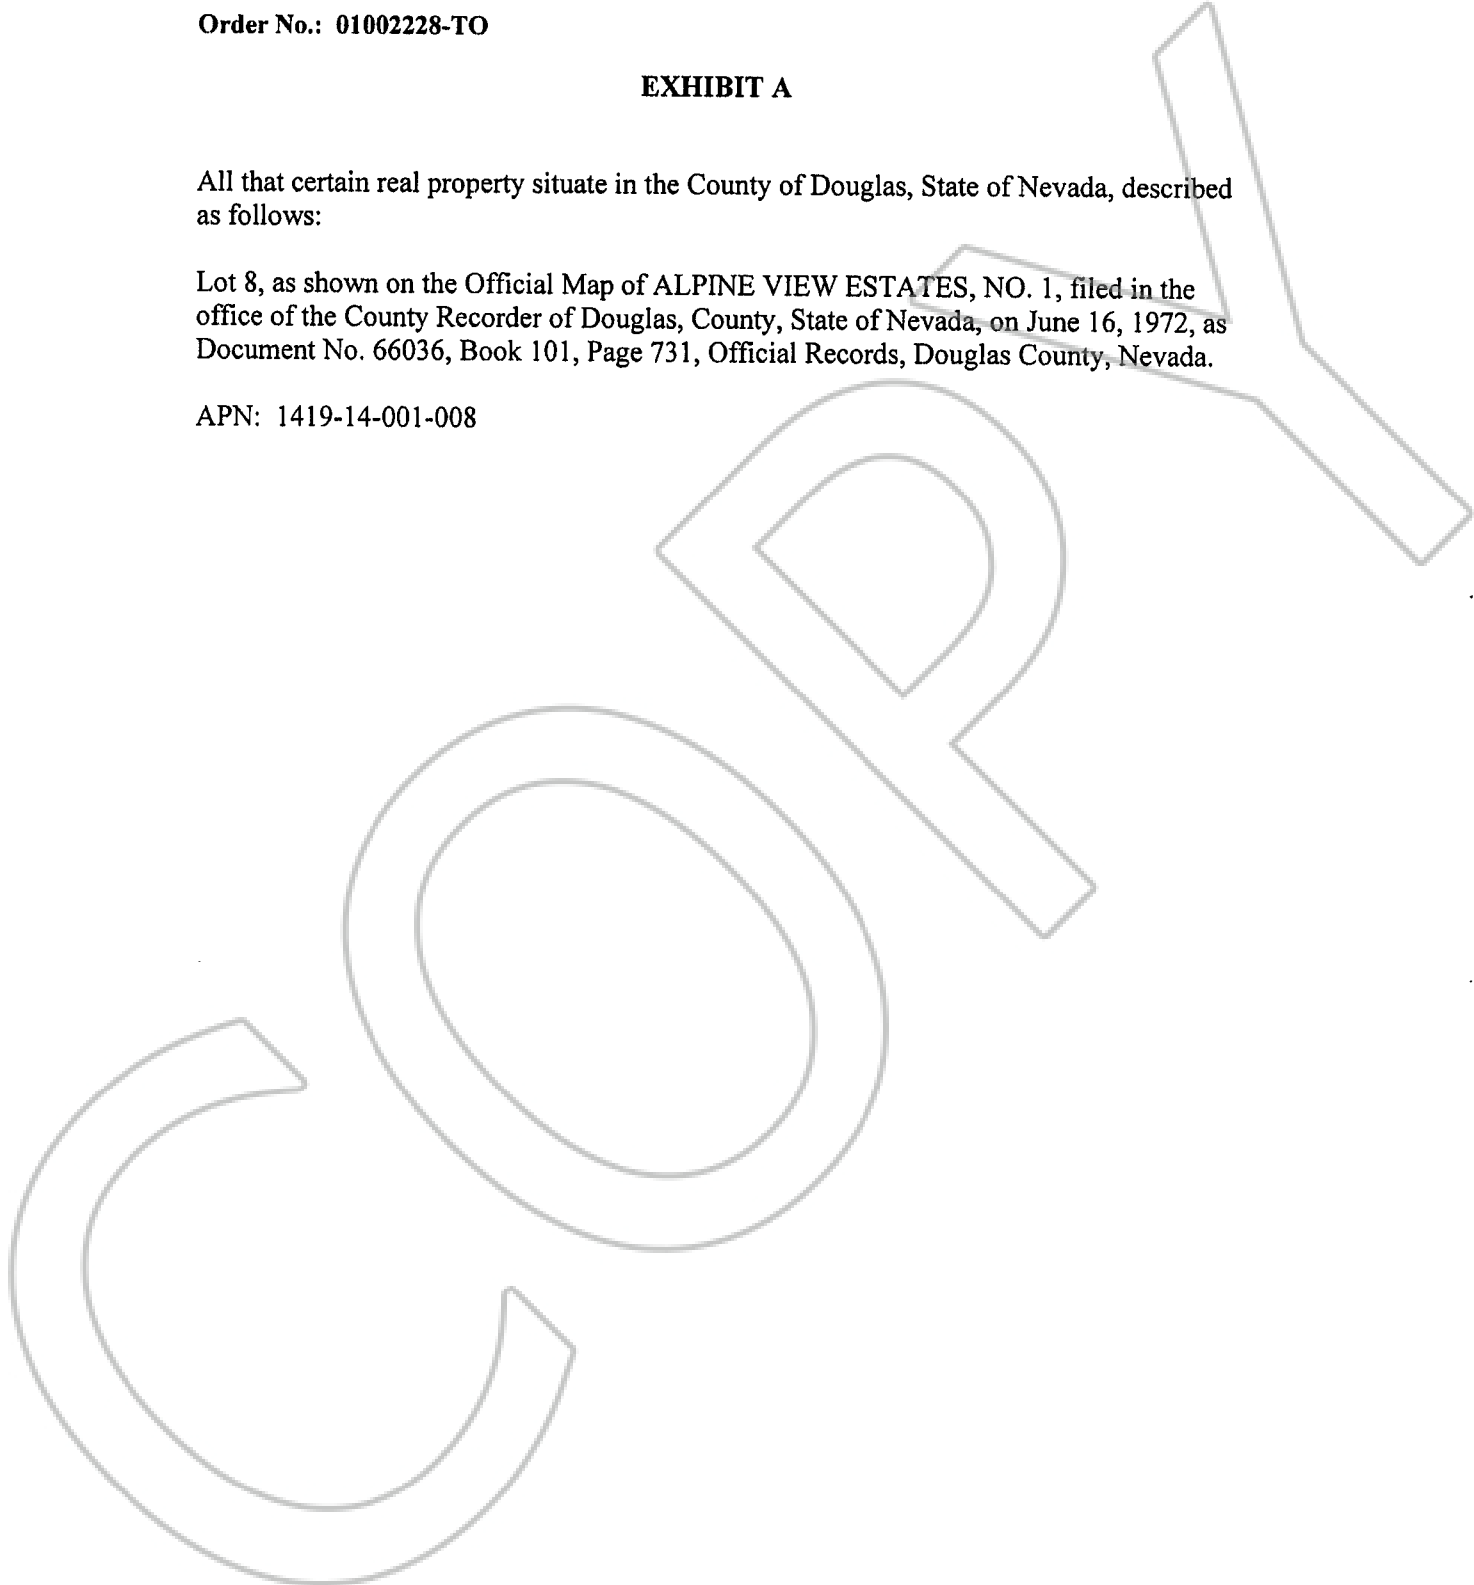 Order No.: 01002228-TO
EXHIBIT A
All that certain real property situate in the County of Douglas, State of Nevada, described
as follows:
Lot 8, as shown on the Official Map of ALPINE VIEW ESTATES, NO. 1, filed in the
office of the County Recorder of Douglas, County, State of Nevada, on June 16, 1972, as
Document No. 66036, Book 101, Page 731, Official Records, Douglas County, Nevada.
APN: 1419-14-001-008
COPY